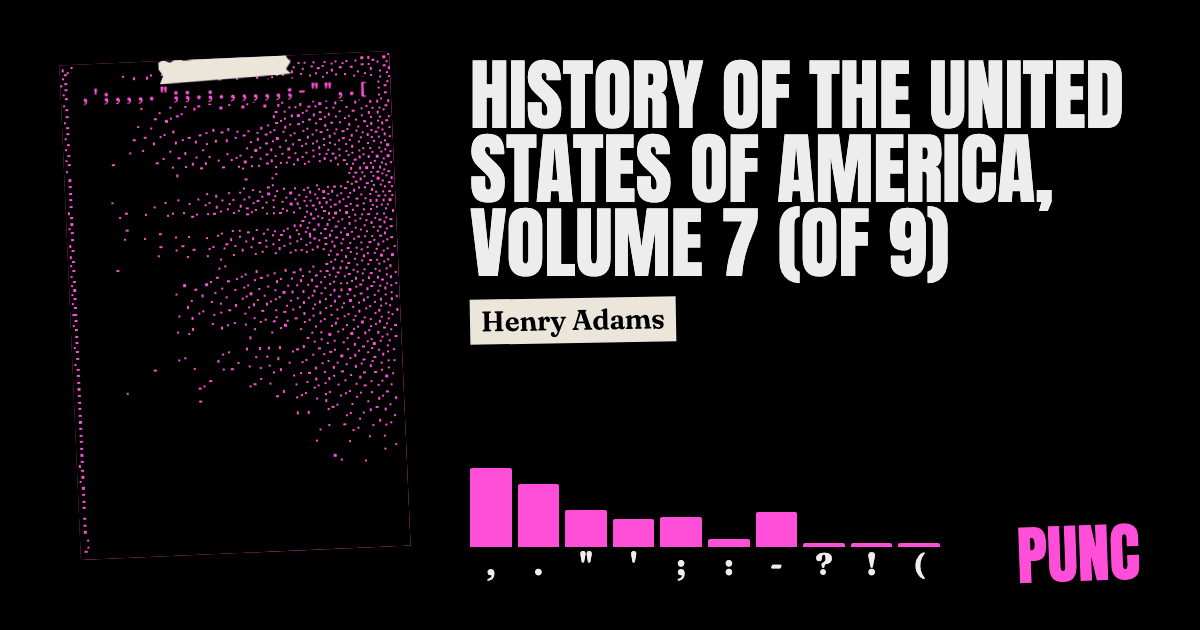 ,';,,,.";;.;.,,,,,;-"",.[
HISTORY OF THE UNITED
STATES OF AMERICA,
VOLUME 7 (OF 9)
Henry Adams
, . " ' ; : - ? ! (
PUNC